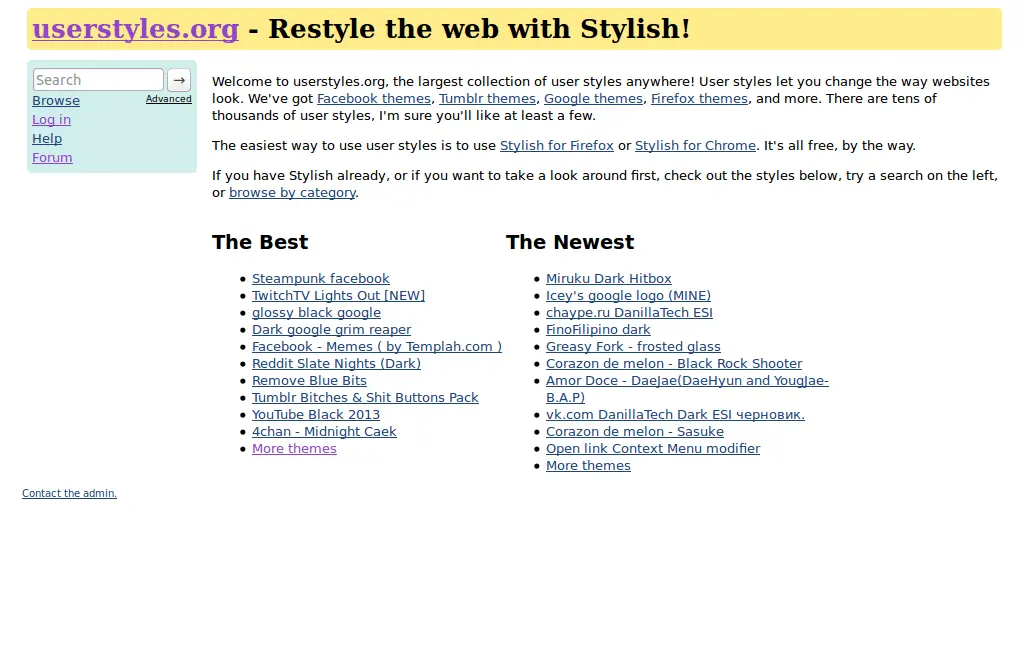 userstyles.org - Restyle the web with Stylish!
Search →
Browse Advanced
Log in
Help
Forum
Welcome to userstyles.org, the largest collection of user styles anywhere! User styles let you change the way websites
look. We've got Facebook themes, Tumblr themes, Google themes, Firefox themes, and more. There are tens of
thousands of user styles, I'm sure you'll like at least a few.
The easiest way to use user styles is to use Stylish for Firefox or Stylish for Chrome. It's all free, by the way.
If you have Stylish already, or if you want to take a look around first, check out the styles below, try a search on the left,
or browse by category.
The Best
Steampunk facebook
TwitchTV Lights Out [NEW]
glossy black google
Dark google grim reaper
Facebook - Memes ( by Templah.com )
Reddit Slate Nights (Dark)
Remove Blue Bits
Tumblr Bitches & Shit Buttons Pack
YouTube Black 2013
4chan - Midnight Caek
More themes
The Newest
Miruku Dark Hitbox
Icey's google logo (MINE)
chaype.ru DanillaTech ESI
FinoFilipino dark
Greasy Fork - frosted glass
Corazon de melon - Black Rock Shooter
Amor Doce - DaeJae(DaeHyun and YougJae-
B.A.P)
vk.com DanillaTech Dark ESI черновик.
Corazon de melon - Sasuke
Open link Context Menu modifier
More themes
Contact the admin.